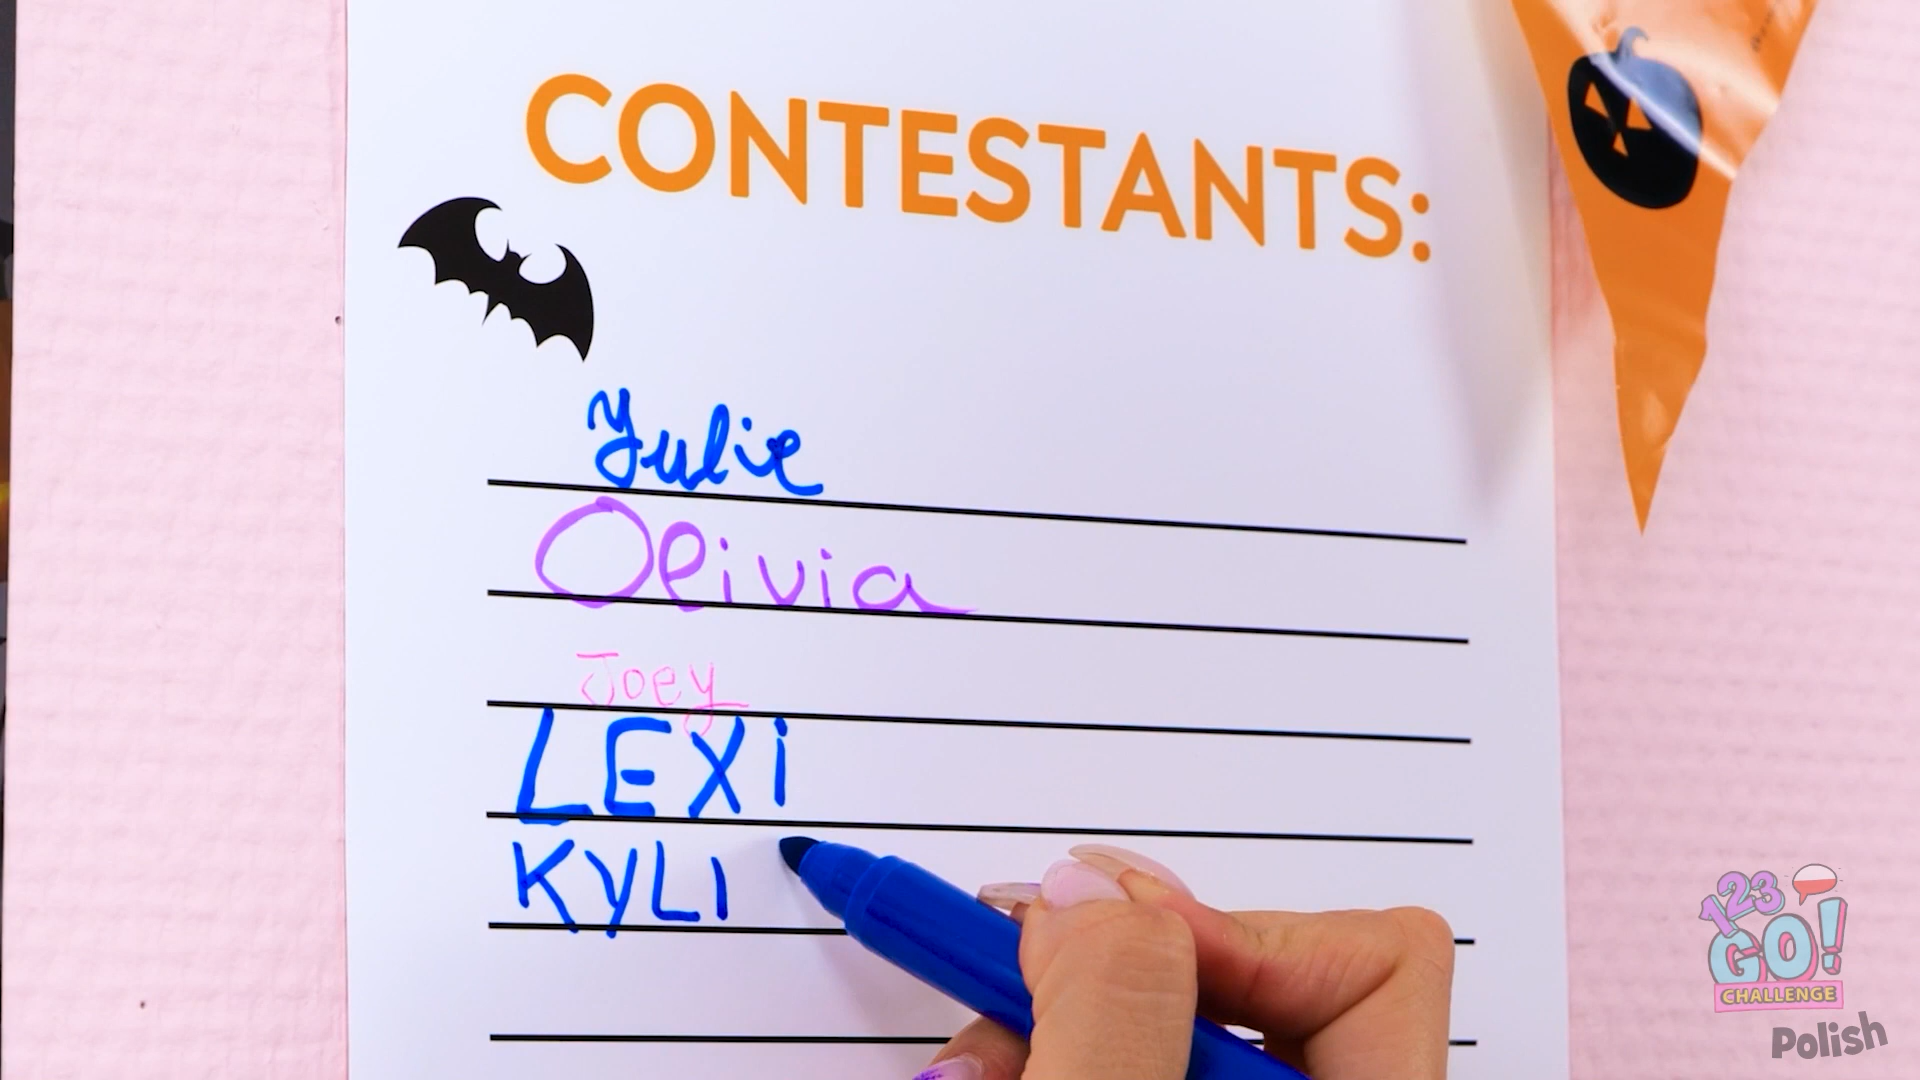 CONTESTANTS:
Yulie
Olivia
Joey
LEXi
KYLI
123
GO!
CHALLENGE
Polish